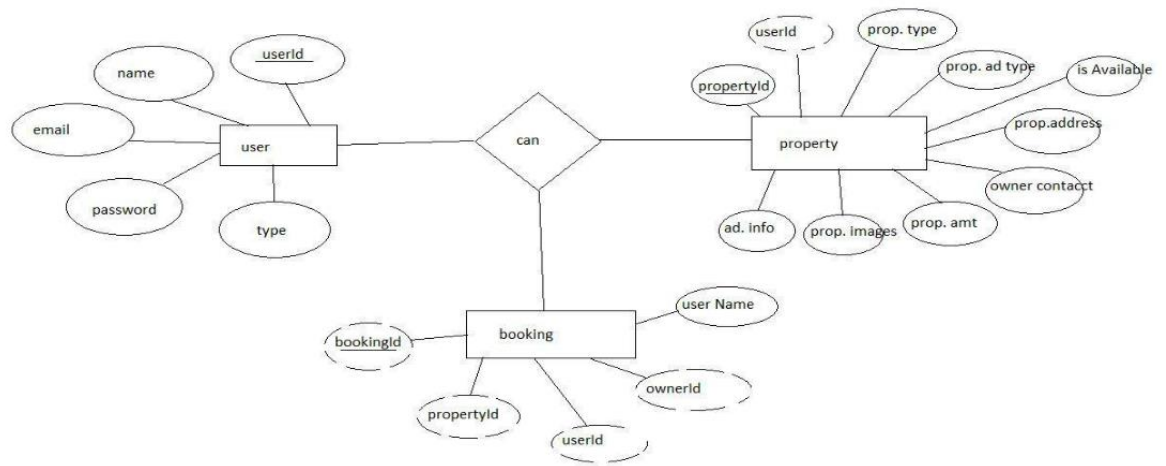 userId
name
email
user
password
type
can
userId
prop. type
prop. ad type
is Available
propertyId
prop.address
property
owner contacct
ad. info
prop. images
prop. amt
user Name
booking
bookingId
ownerId
propertyId
userId